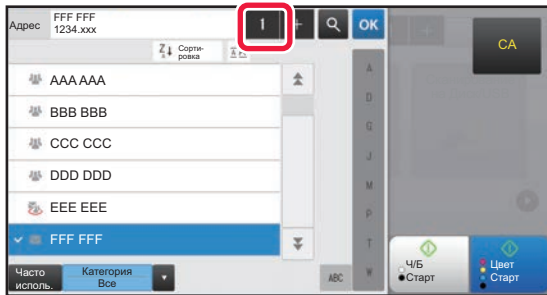 Адрес
FFF FFF
1234.xxx
1
+
OK
CA
Z
Сорти-
ровка
AAA AAA
BBB BBB
CCC CCC
DDD DDD
EEE EEE
FFF FFF
A
D
G
J
M
P
T
W
Часто
исполь.
Категория
Все
ABC
Ч/Б
Старт
Цвет
Старт